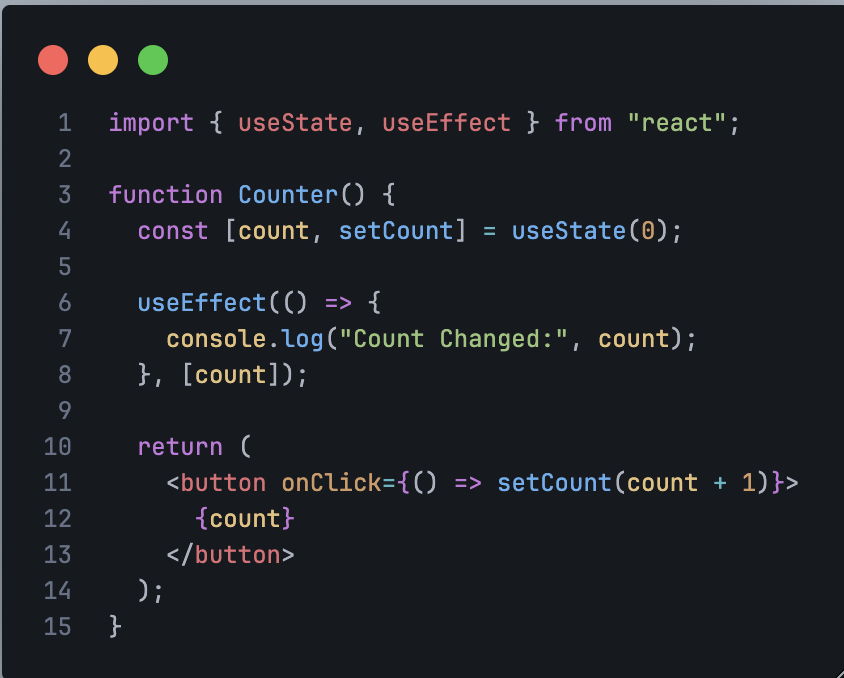 1 import { useState, useEffect } from "react";
2
3 function Counter() {
4   const [count, setCount] = useState(0);
5
6   useEffect(() => {
7     console.log("Count Changed:", count);
8   }, [count]);
9
10   return (
11     <button onClick={() => setCount(count + 1)}>
12       {count}
13     </button>
14   );
15 }